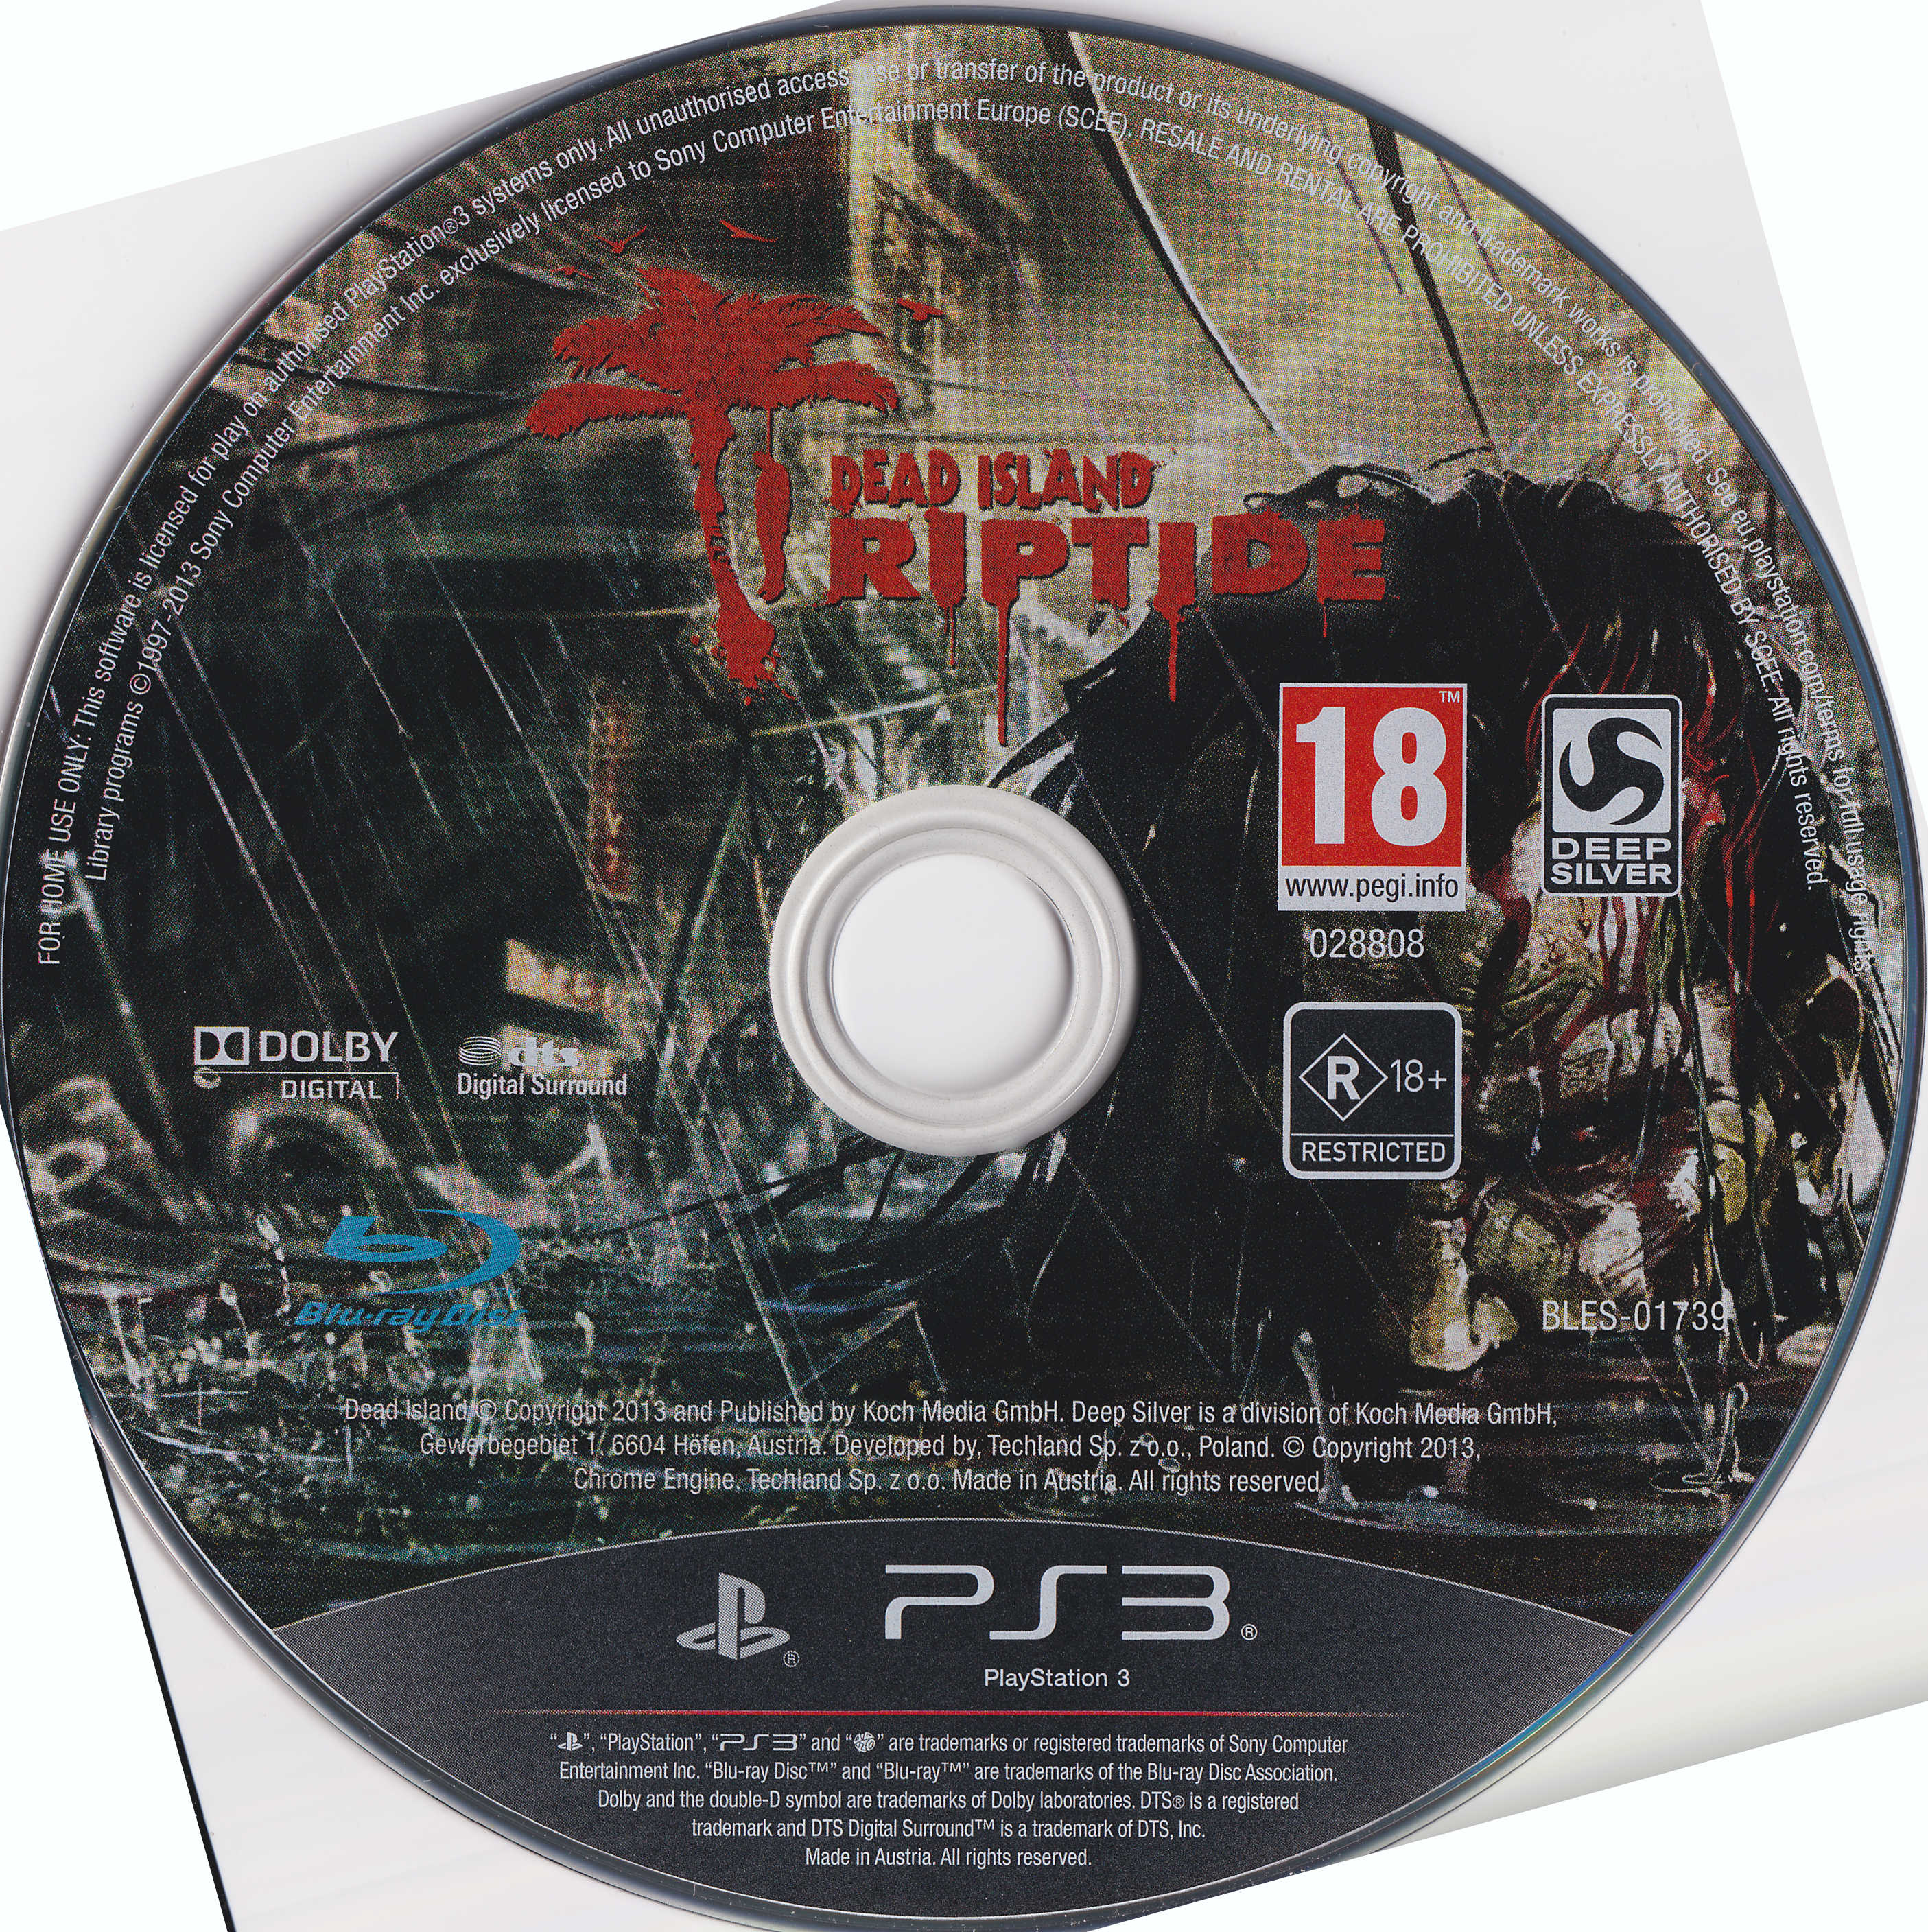 FOR HOME USE ONLY: This software is licensed for play on authorised PlayStation®3 systems only. All unauthorised access, use or transfer of the product or its underlying copyright and trademark works is prohibited. See eu.playstation.com/terms for full usage rights.
Library programs ©1997-2013 Sony Computer Entertainment Inc. exclusively licensed to Sony Computer Entertainment Europe (SCEE). RESALE AND RENTAL ARE PROHIBITED UNLESS EXPRESSLY AUTHORISED BY SCEE. All rights reserved.
DEAD ISLAND
RIPTIDE
18™
www.pegi.info
028808
DEEP
SILVER
R 18+
RESTRICTED
DOLBY
DIGITAL
dts
Digital Surround
Blu-ray Disc
BLES-01739
Dead Island © Copyright 2013 and Published by Koch Media GmbH. Deep Silver is a division of Koch Media GmbH,
Gewerbegebiet 1, 6604 Höfen, Austria. Developed by, Techland Sp. z o.o., Poland. © Copyright 2013,
Chrome Engine. Techland Sp. z o.o. Made in Austria. All rights reserved.
® PS3®
PlayStation 3
“ ”, “PlayStation”, “PS3” and “ ” are trademarks or registered trademarks of Sony Computer
Entertainment Inc. “Blu-ray Disc™” and “Blu-ray™” are trademarks of the Blu-ray Disc Association.
Dolby and the double-D symbol are trademarks of Dolby laboratories. DTS® is a registered
trademark and DTS Digital Surround™ is a trademark of DTS, Inc.
Made in Austria. All rights reserved.